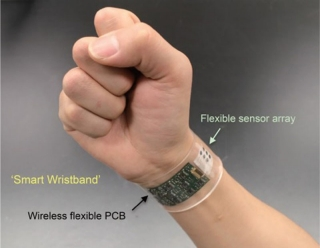 Flexible sensor array
‘Smart Wristband’
Wireless flexible PCB